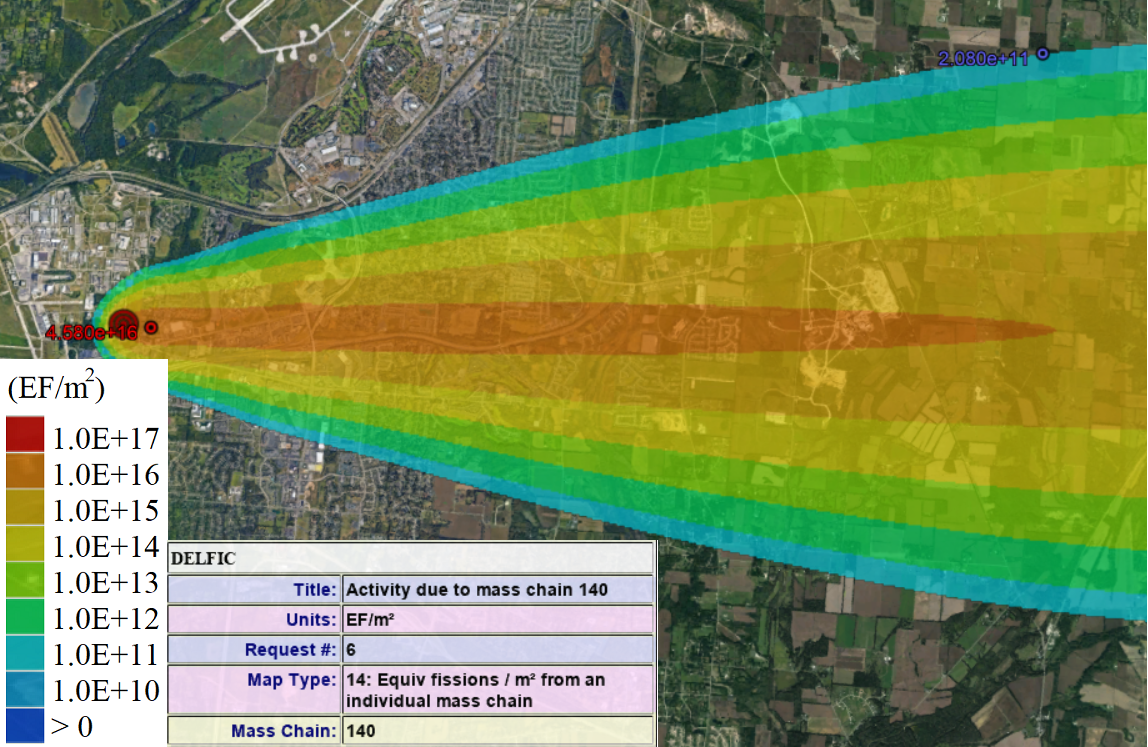 2.080e+11
4.580e+16
(EF/m²)
1.0E+17
1.0E+16
1.0E+15
1.0E+14
1.0E+13
1.0E+12
1.0E+11
1.0E+10
> 0
DELFIC
Title: Activity due to mass chain 140
Units: EF/m²
Request #: 6
Map Type: 14: Equiv fissions / m² from an
individual mass chain
Mass Chain: 140